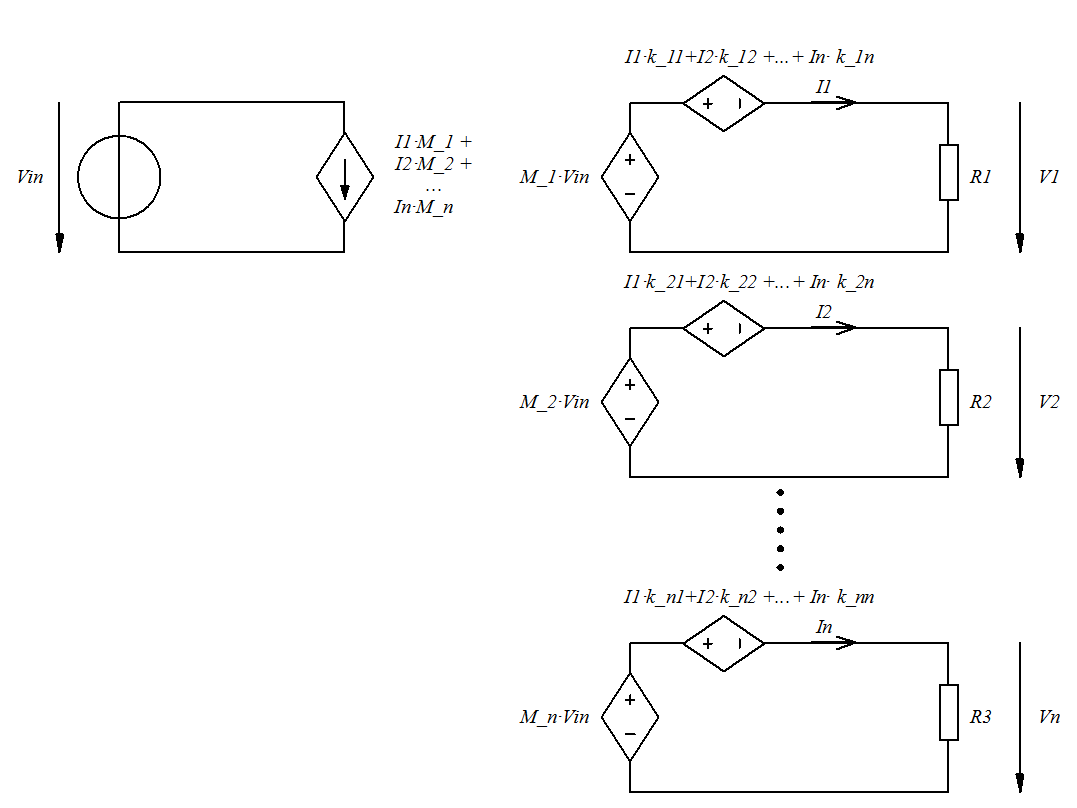 I1·k_11+I2·k_12 +...+ In· k_1n
I1
Vin
I1·M_1 +
I2·M_2 +
...
In·M_n
M_1·Vin
R1
V1
I1·k_21+I2·k_22 +...+ In· k_2n
I2
M_2·Vin
R2
V2
I1·k_n1+I2·k_n2 +...+ In· k_nn
In
M_n·Vin
R3
Vn